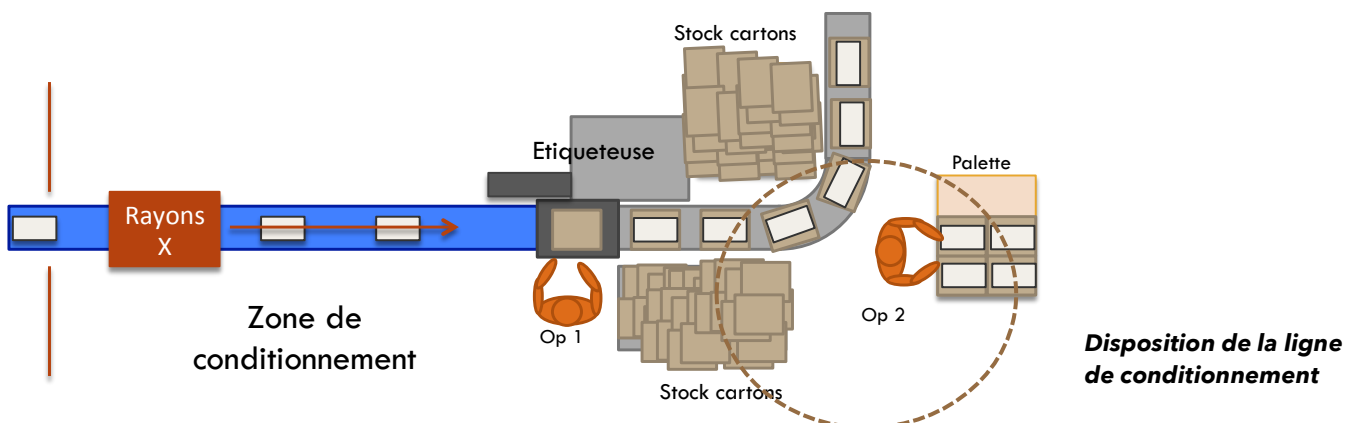 Stock cartons
Etiqueteuse
Palette
Rayons
X
Op 1
Op 2
Zone de
conditionnement
Stock cartons
Disposition de la ligne
de conditionnement